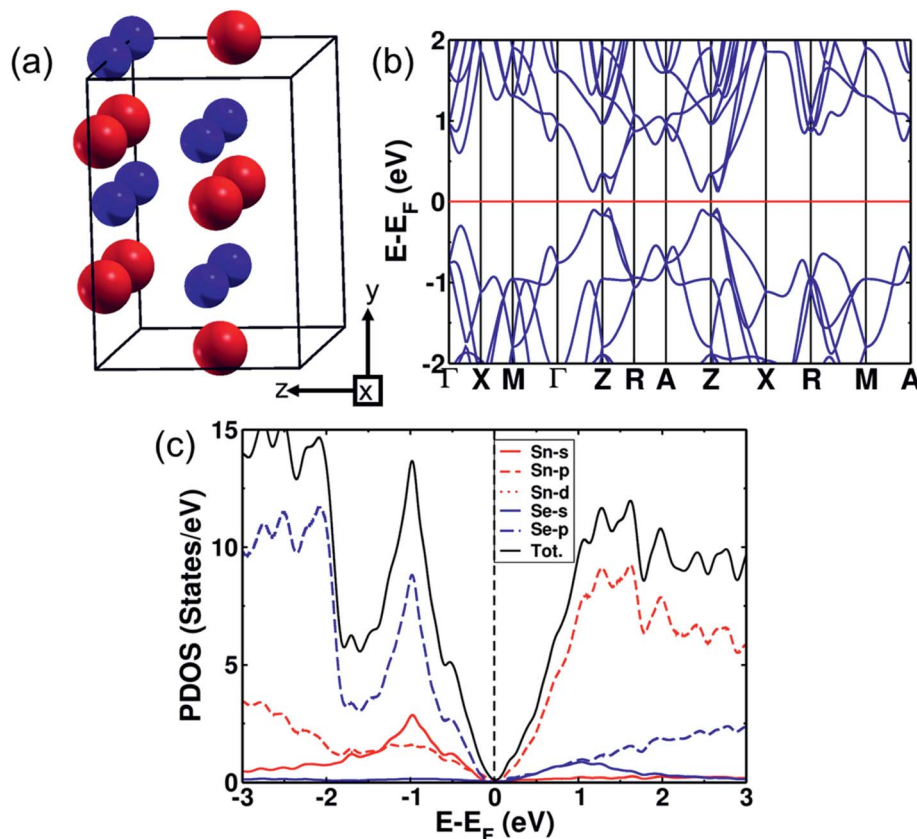 (a)
y
z
x
(b)
2
1
0
-1
-2
E-E_F (eV)
Γ X M Γ Z R A Z X R M A
(c)
15
10
5
0
PDOS (States/eV)
Sn-s
Sn-p
Sn-d
Se-s
Se-p
Tot.
-3 -2 -1 0 1 2 3
E-E_F (eV)